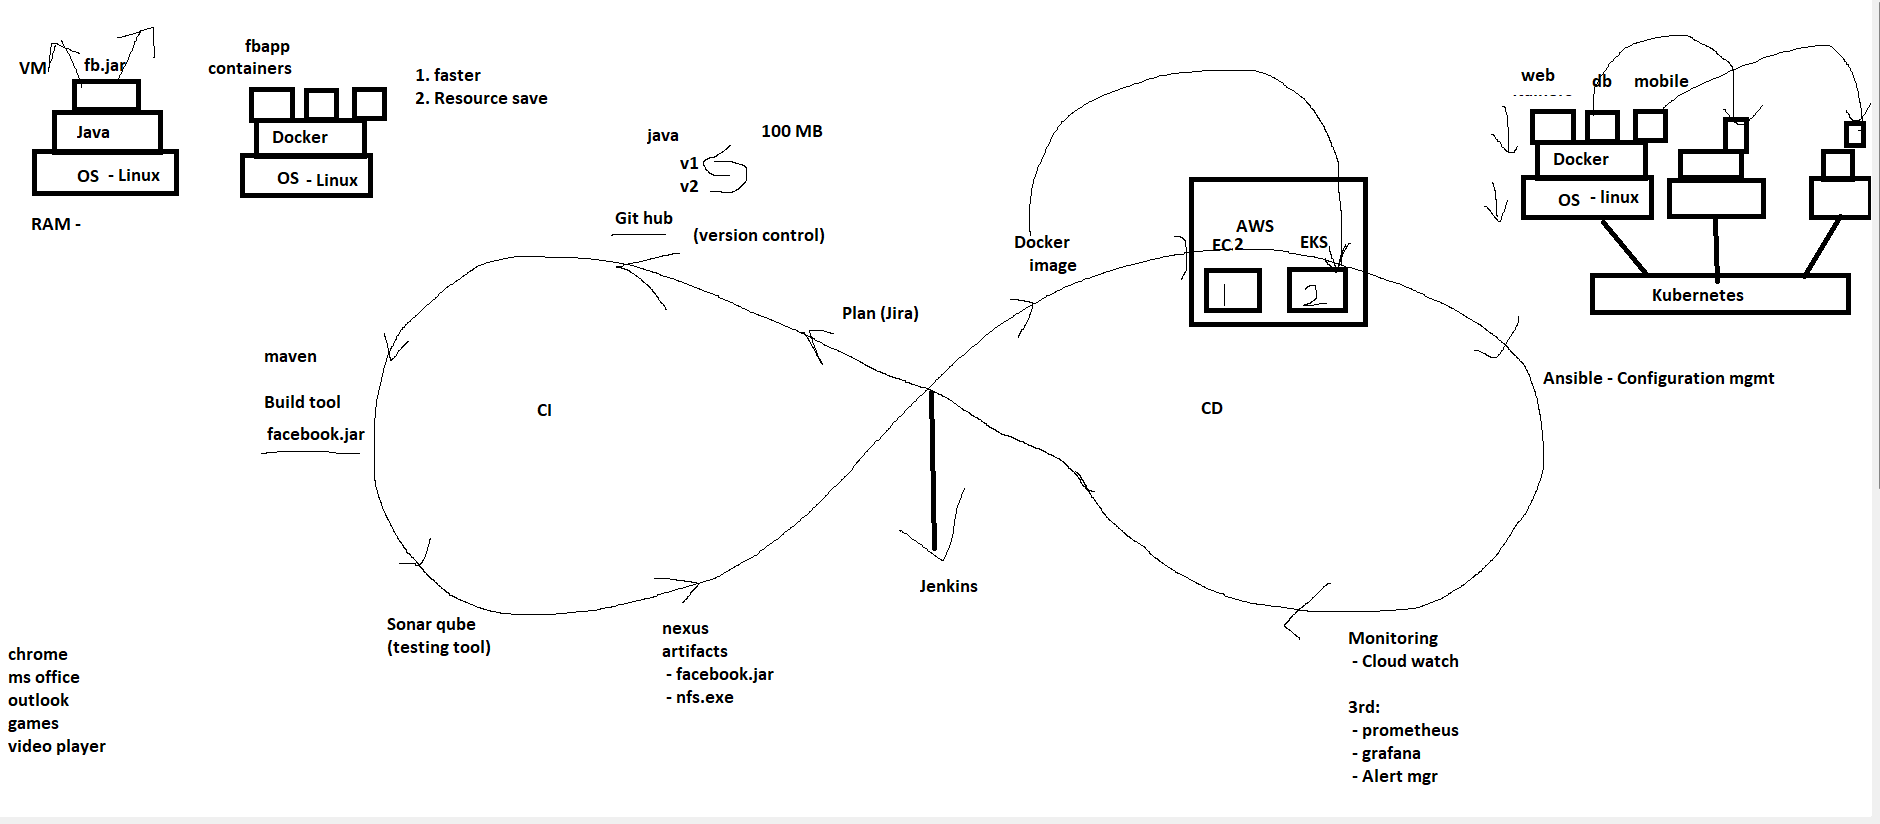 VM
fb.jar
Java
OS - Linux
RAM -
fbapp
containers
Docker
OS - Linux
1. faster
2. Resource save
java
100 MB
v1
v2
Git hub
(version control)
Plan (Jira)
maven
Build tool
facebook.jar
CI
Sonar qube
(testing tool)
nexus
artifacts
- facebook.jar
- nfs.exe
Jenkins
Docker
image
AWS
EC2
EKS
1
2
CD
web
db
mobile
Docker
OS - linux
Kubernetes
Ansible - Configuration mgmt
Monitoring
- Cloud watch
3rd:
- prometheus
- grafana
- Alert mgr
chrome
ms office
outlook
games
video player